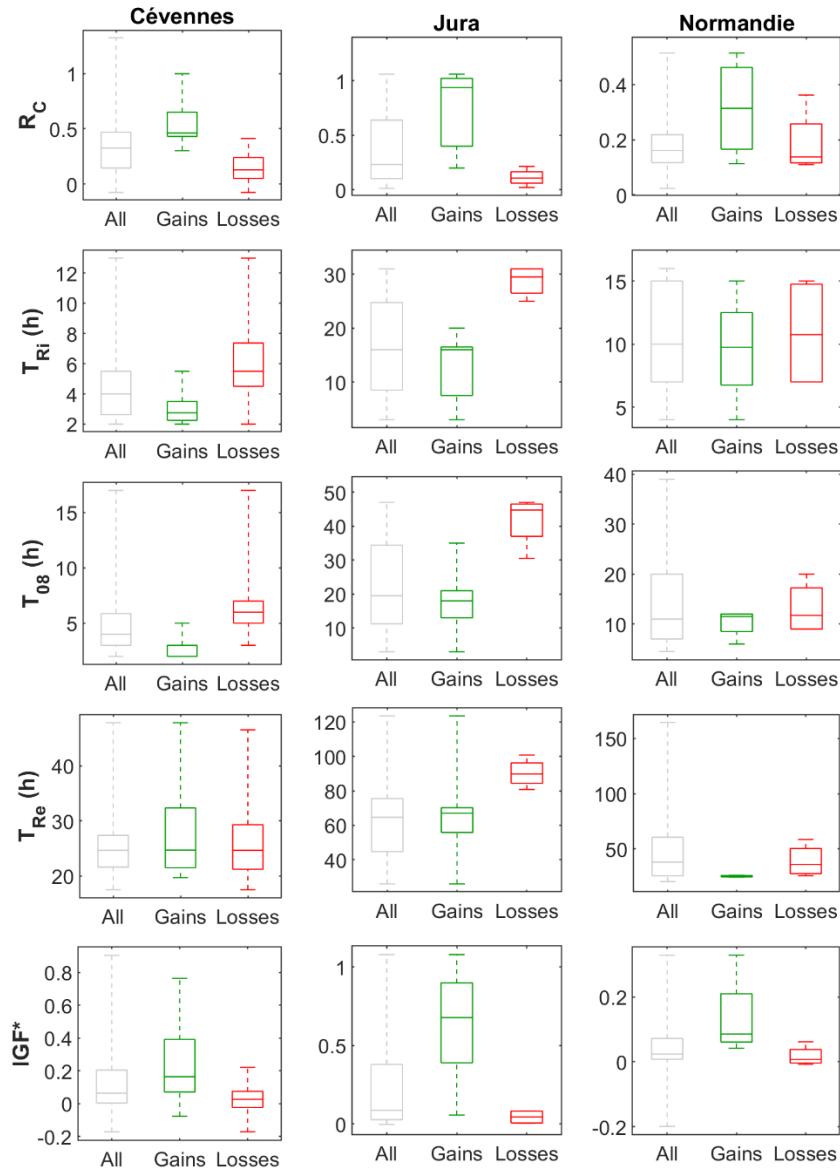 Cévennes Jura Normandie
R_C
1
0.5
0
All Gains Losses
1
0.5
0
All Gains Losses
0.4
0.2
0
All Gains Losses
T_Ri (h)
12
10
8
6
4
2
All Gains Losses
30
20
10
All Gains Losses
15
10
5
All Gains Losses
T_08 (h)
15
10
5
All Gains Losses
50
40
30
20
10
All Gains Losses
40
30
20
10
All Gains Losses
T_Re (h)
40
30
20
All Gains Losses
120
100
80
60
40
All Gains Losses
150
100
50
All Gains Losses
IGF*
0.8
0.6
0.4
0.2
0
-0.2
All Gains Losses
1
0.5
0
All Gains Losses
0.2
0
-0.2
All Gains Losses